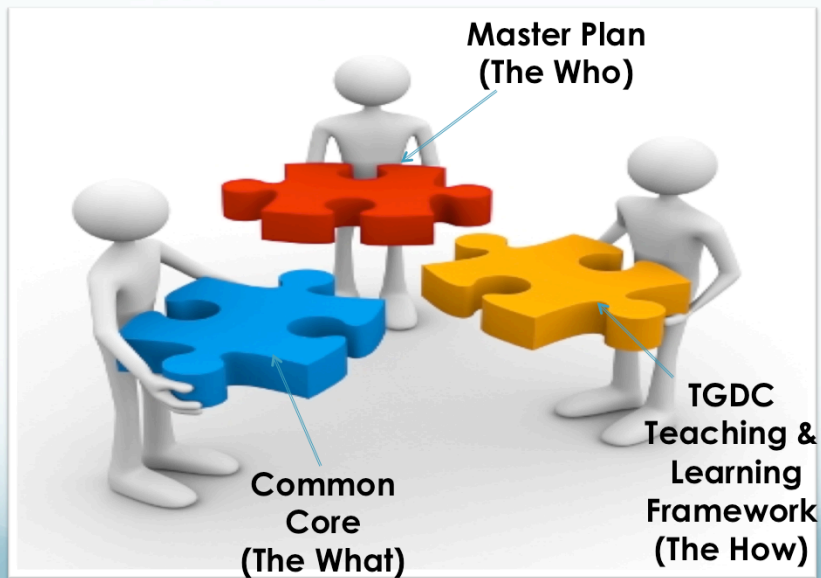 Master Plan
(The Who)
TGDC
Teaching &
Learning
Framework
(The How)
Common
Core
(The What)